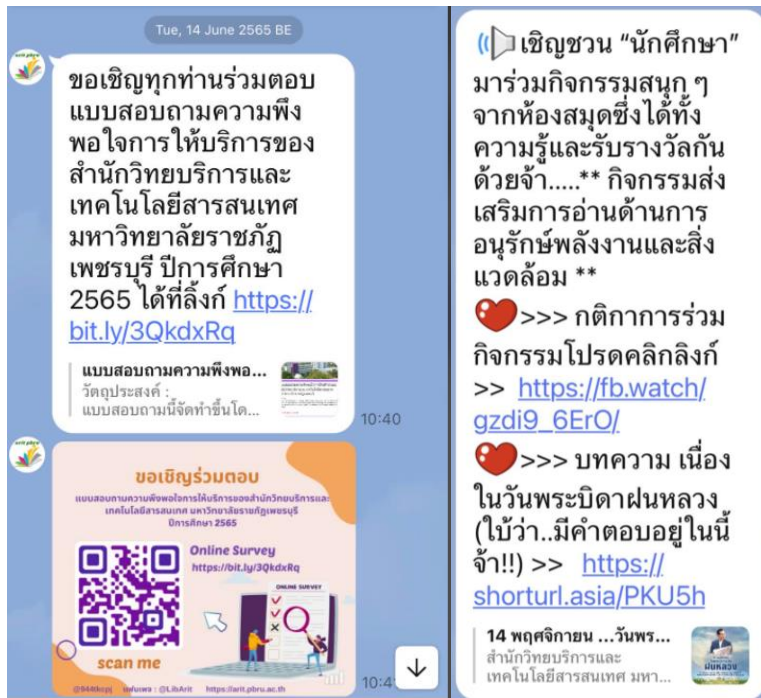 Tue, 14 June 2565 BE
ขอเชิญทุกท่านร่วมตอบ
แบบสอบถามความพึง
พอใจการให้บริการของ
สำนักวิทยบริการและ
เทคโนโลยีสารสนเทศ
มหาวิทยาลัยราชภัฏ
เพชรบุรี ปีการศึกษา
2565 ได้ที่ลิ้งก์ https://
bit.ly/3QkdxRq
แบบสอบถามความพึงพอ...
วัตถุประสงค์ :
แบบสอบถามนี้จัดทำขึ้นโด...
10:40
ขอเชิญร่วมตอบ
แบบสอบถามความพึงพอใจการให้บริการของสำนักวิทยบริการและ
เทคโนโลยีสารสนเทศ มหาวิทยาลัยราชภัฏเพชรบุรี
ปีการศึกษา 2565
Online Survey
https://bit.ly/3QkdxRq
ONLINE SURVEY
scan me
แฟนเพจ : @LibArit https://arit.pbru.ac.th
เชิญชวน “นักศึกษา”
มาร่วมกิจกรรมสนุก ๆ
จากห้องสมุดซึ่งได้ทั้ง
ความรู้และรับรางวัลกัน
ด้วยจ้า.....** กิจกรรมส่ง
เสริมการอ่านด้านการ
อนุรักษ์พลังงานและสิ่ง
แวดล้อม **
>>> กติกาการร่วม
กิจกรรมโปรดคลิกลิงก์
>> https://fb.watch/
gzdi9_6ErO/
>>> บทความ เนื่อง
ในวันพระบิดาฝนหลวง
(ใบ้ว่า..มีคำตอบอยู่ในนี้
จ้า!!) >> https://
shorturl.asia/PKU5h
14 พฤศจิกายน ...วันพร...
สำนักวิทยบริการและ
เทคโนโลยีสารสนเทศ มหา...
ฝนหลวง